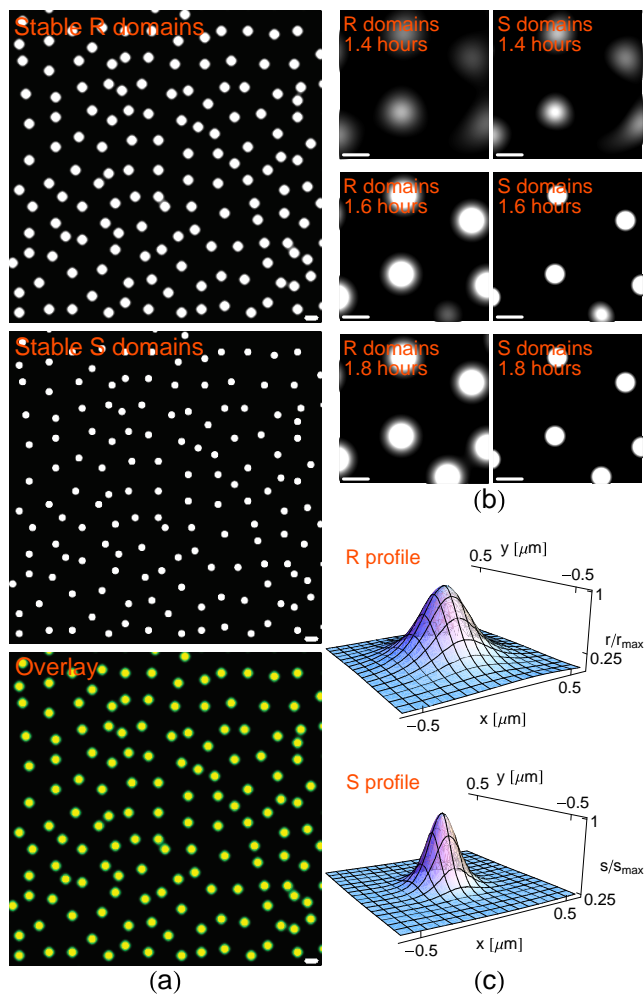 Stable R domains
Stable S domains
Overlay
(a)
R domains
1.4 hours
S domains
1.4 hours
R domains
1.6 hours
S domains
1.6 hours
R domains
1.8 hours
S domains
1.8 hours
(b)
R profile
y [μm]
0.5
−0.5
1
r/rmax
0.25
0.5
x [μm]
−0.5
S profile
y [μm]
0.5
−0.5
1
s/smax
0.25
0.5
x [μm]
−0.5
(c)